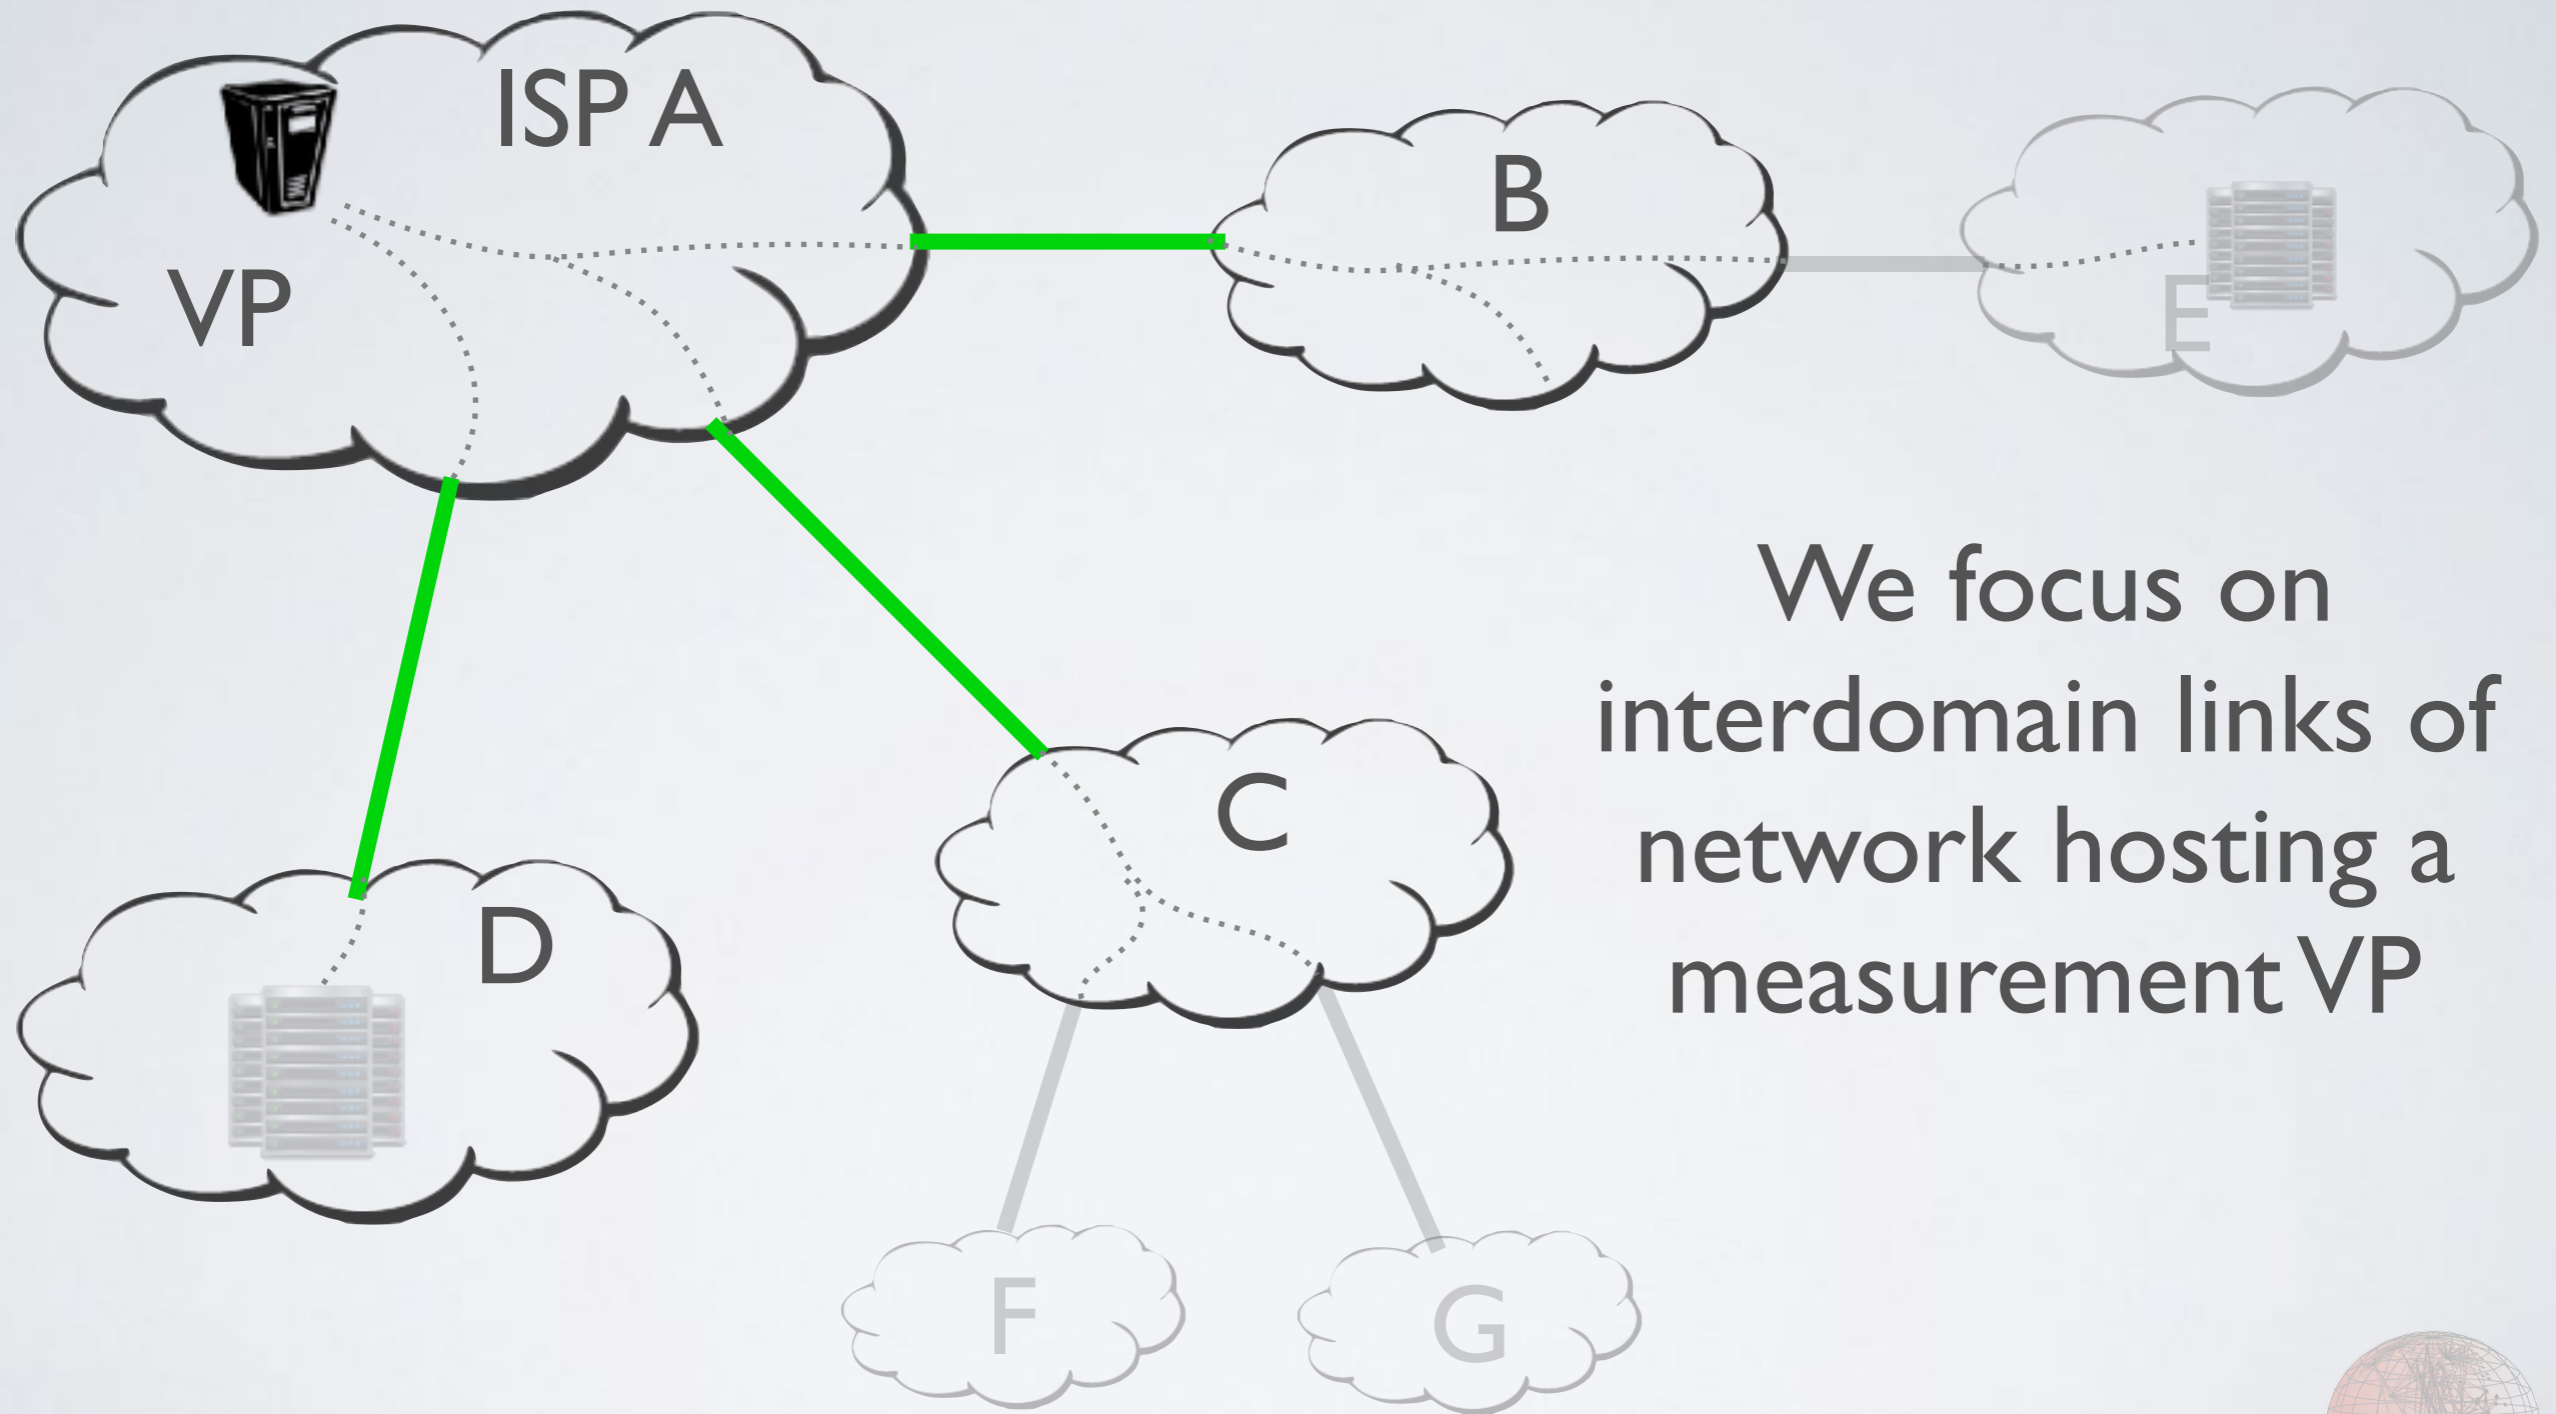 ISP A
VP
B
E
We focus on
interdomain links of
network hosting a
measurement VP
C
D
F
G